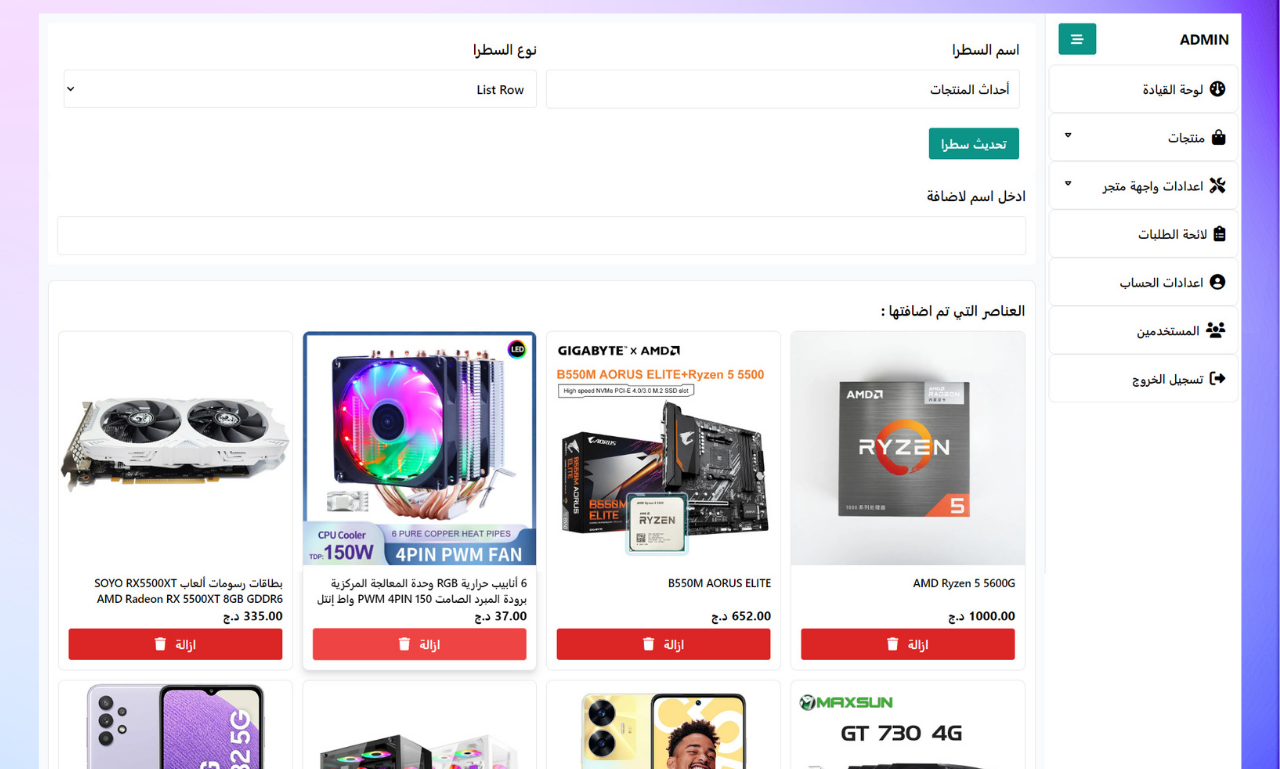 ADMIN
لوحة القيادة
منتجات
اعدادات واجهة متجر
لائحة الطلبات
اعدادات الحساب
المستخدمين
تسجيل الخروج
اسم السطرا
نوع السطرا
أحداث المنتجات
List Row
تحديث سطرا
ادخل اسم لاضافة
العناصر التي تم اضافتها :
AMD
RYZEN
5
AMD Ryzen 5 5600G
1000.00 د.ج
ازالة
GIGABYTE™ x AMD
B550M AORUS ELITE+Ryzen 5 5500
High speed NVMe PCI-E 4.0/3.0 M.2 SSD slot
AORUS
B550M
ELITE
RYZEN
B550M AORUS ELITE
652.00 د.ج
ازالة
LED
CPU Cooler
TDP: 150W
6 PURE COPPER HEAT PIPES
4PIN PWM FAN
6 أنابيب حرارية RGB وحدة المعالجة المركزية
برودة المبرد الصامت PWM 4PIN 150 واط إنتل
37.00 د.ج
ازالة
بطاقات رسومات ألعاب SOYO RX5500XT
AMD Radeon RX 5500XT 8GB GDDR6
335.00 د.ج
ازالة
MAXSUN
GT 730 4G
32 5G